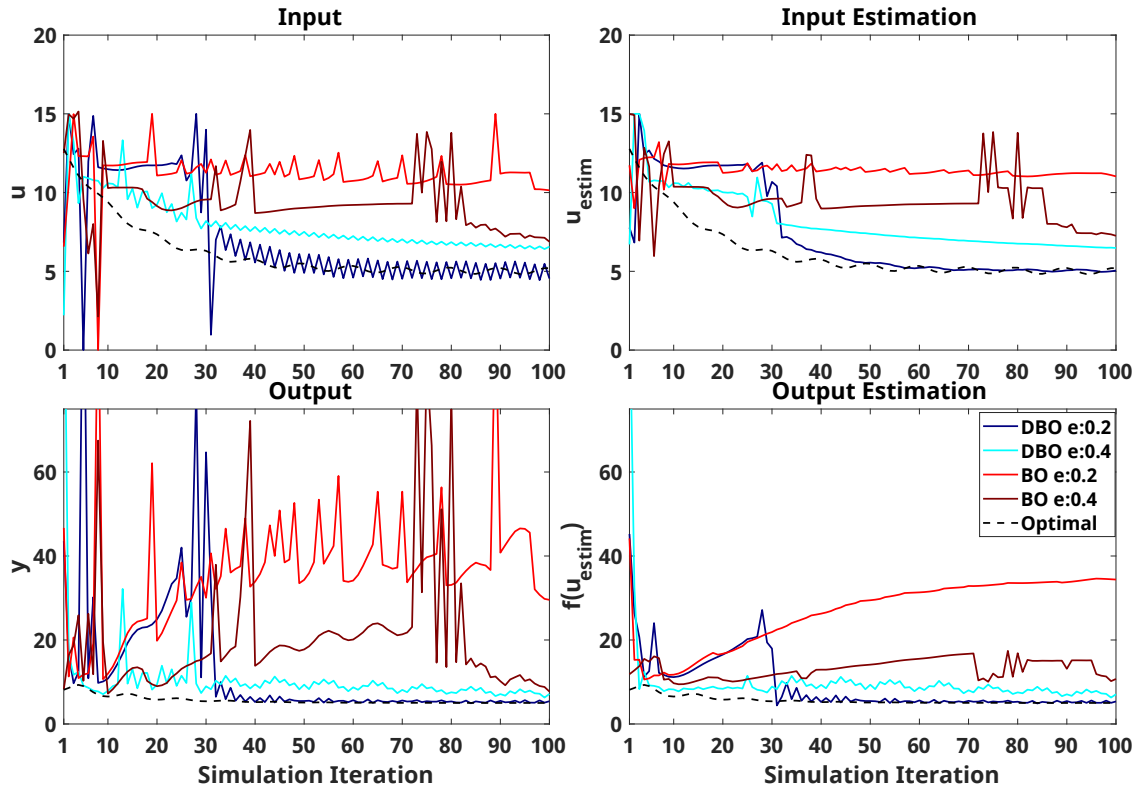 Input
20
15
10
5
0
u
1 10 20 30 40 50 60 70 80 90 100
Input Estimation
20
15
10
5
0
u_estim
1 10 20 30 40 50 60 70 80 90 100
Output
60
40
20
0
y
1 10 20 30 40 50 60 70 80 90 100
Simulation Iteration
Output Estimation
60
40
20
0
f(u_estim)
DBO e:0.2
DBO e:0.4
BO e:0.2
BO e:0.4
Optimal
1 10 20 30 40 50 60 70 80 90 100
Simulation Iteration